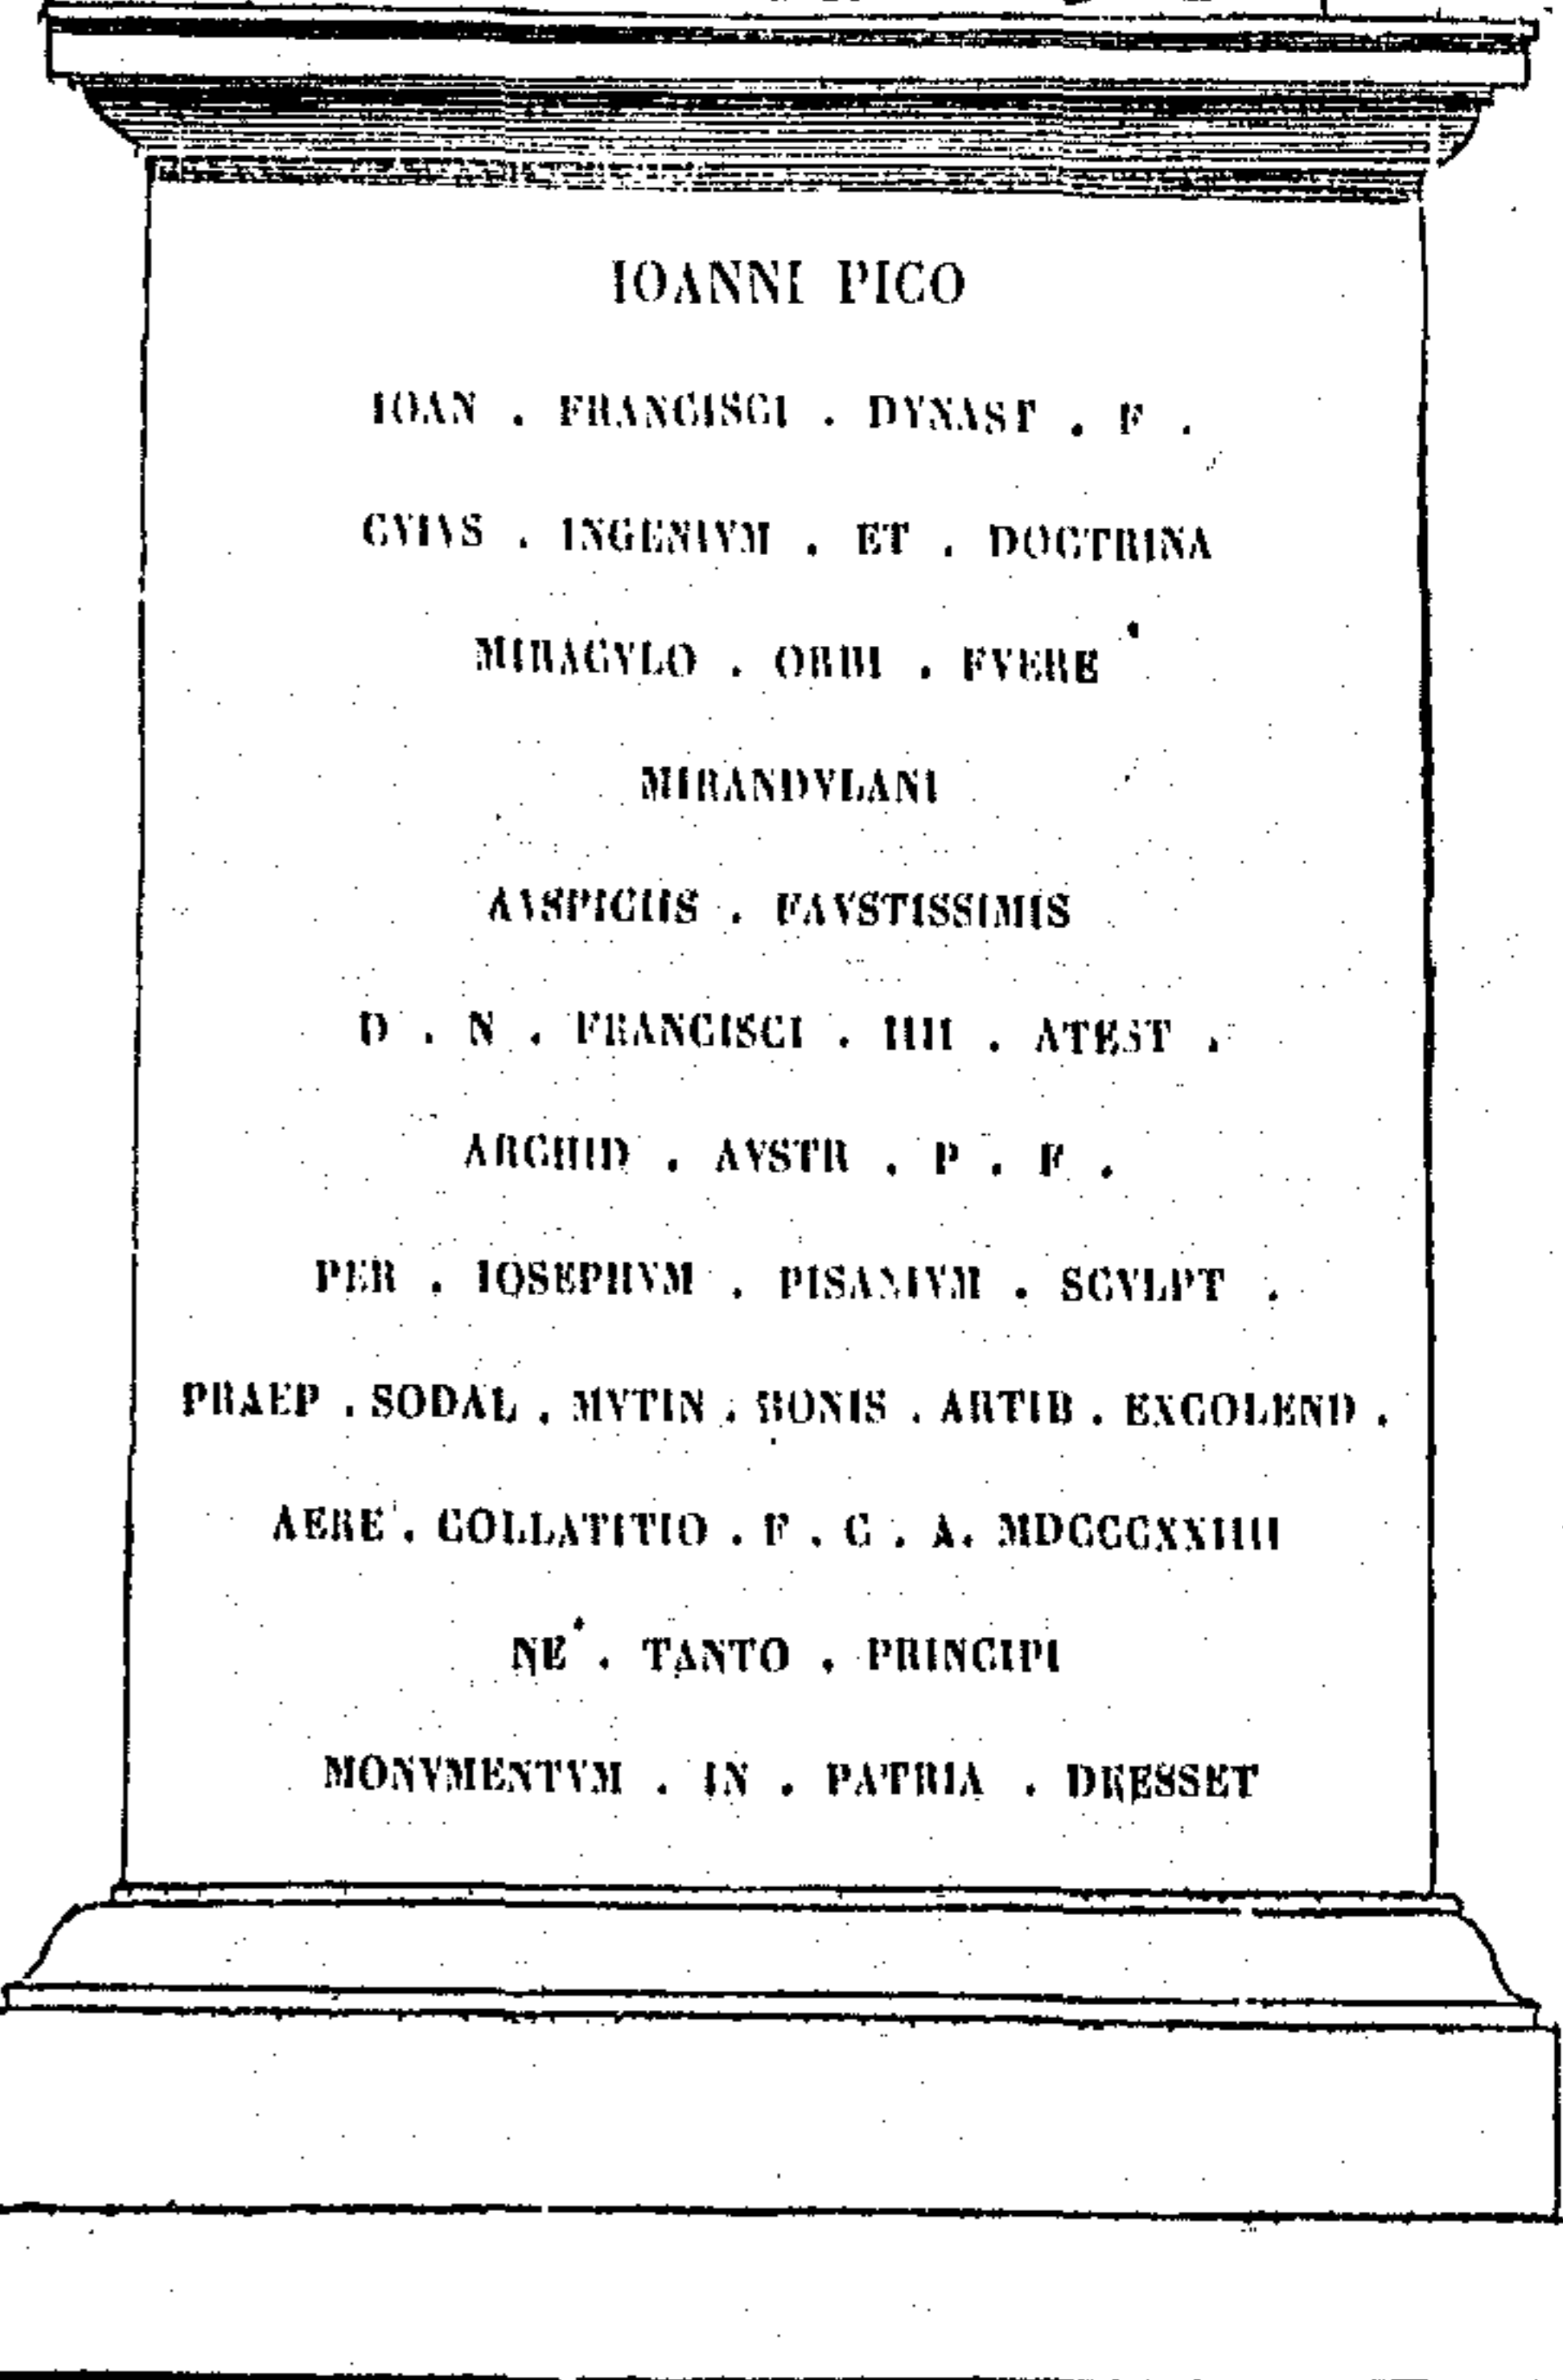 IOANNI PICO
IOAN . FRANCISCI . DYNAST . F .
CVIVS . INGENIVM . ET . DOCTRINA
MIRACVLO . ORBI . FVERE
MIRANDVLANI
AVSPICIIS . FAVSTISSIMIS
D . N . FRANCISCI . IIII . ATEST .
ARCHID . AVSTR . P . F .
PER . IOSEPHVM . PISANIVM . SCVLPT .
PRAEP . SODAL . MVTIN . BONIS . ARTIB . EXCOLEND .
AERE . COLLATITIO . F . C . A . MDCCCXXIIII
NE . TANTO . PRINCIPI
MONVMENTVM . IN . PATRIA . DEESSET